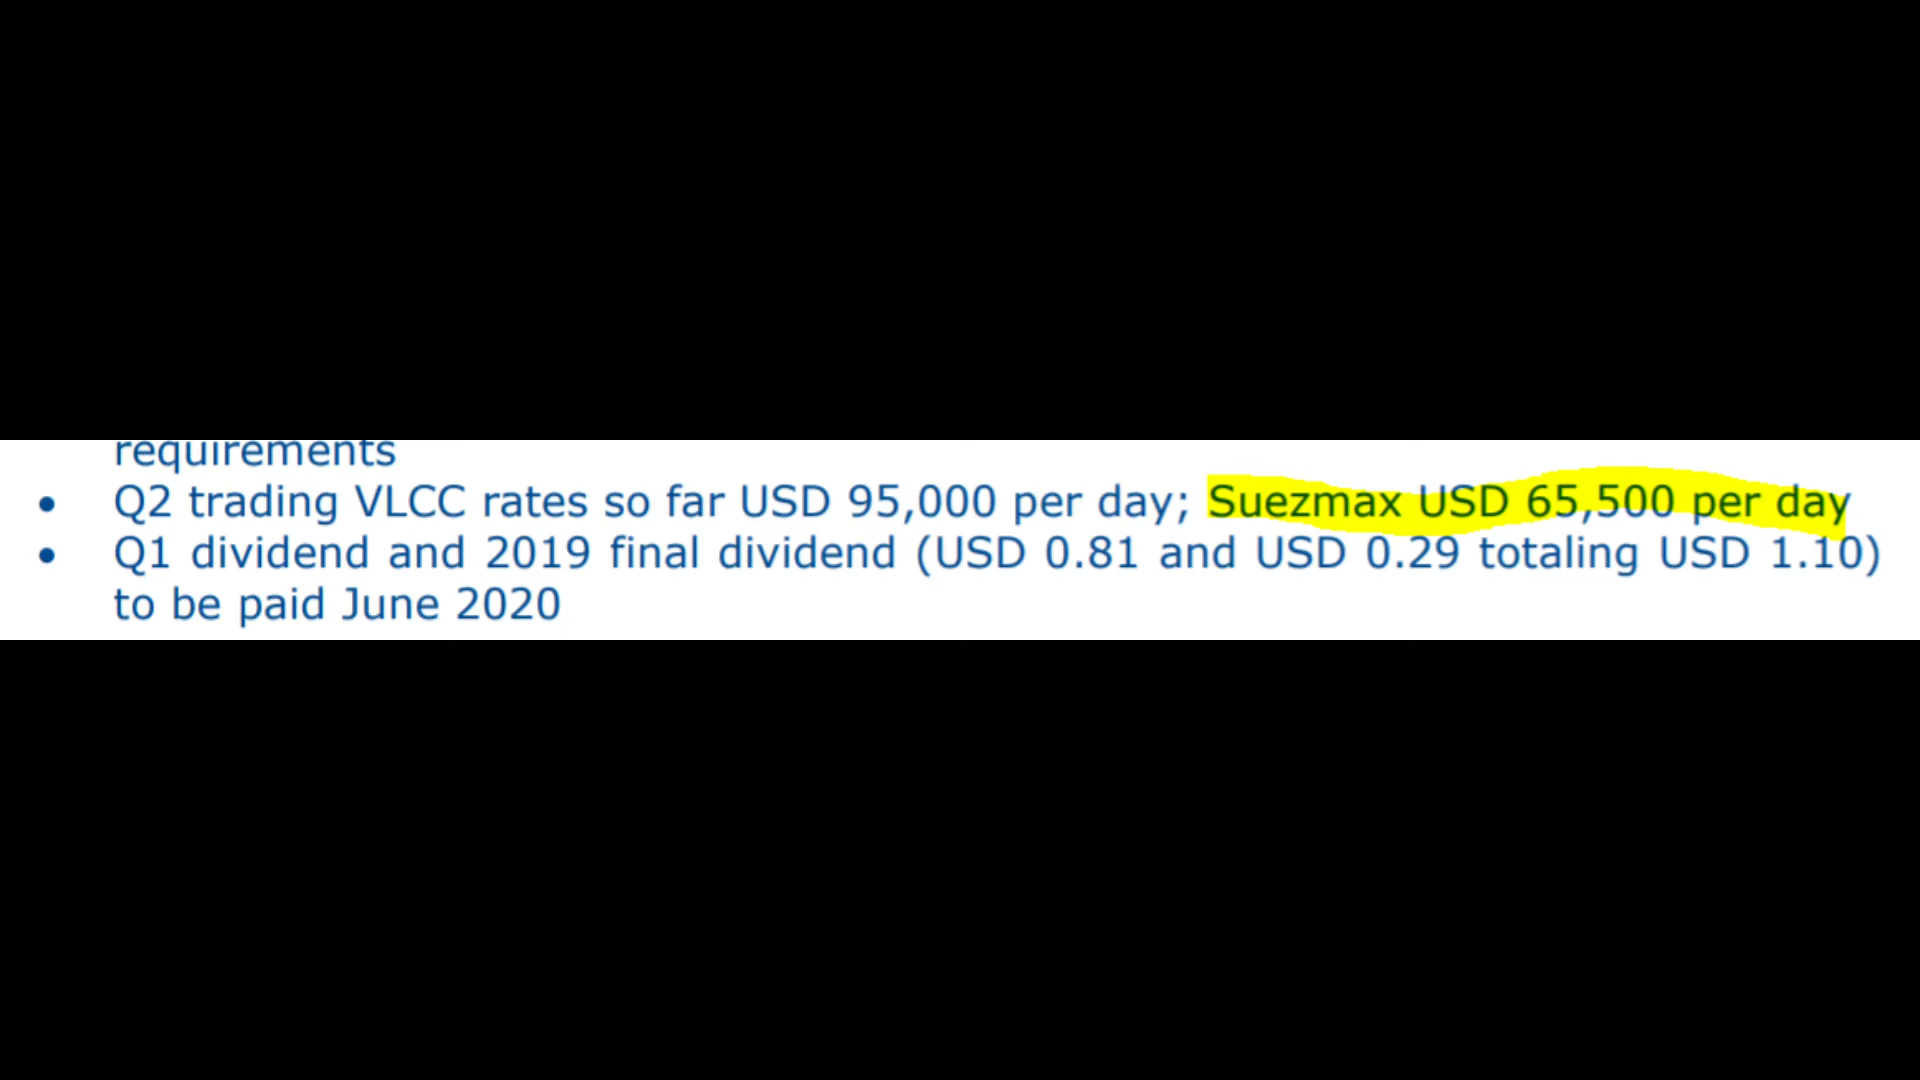 requirements
• Q2 trading VLCC rates so far USD 95,000 per day; Suezmax USD 65,500 per day
• Q1 dividend and 2019 final dividend (USD 0.81 and USD 0.29 totaling USD 1.10)
to be paid June 2020